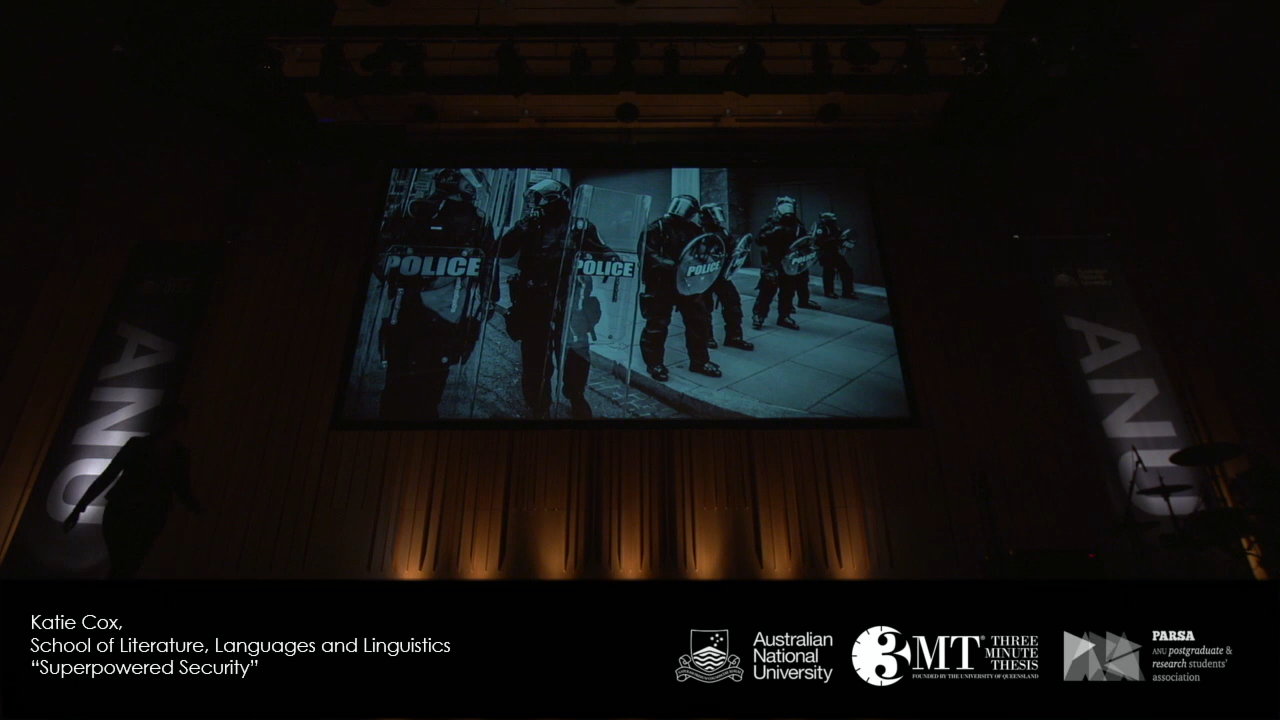 POLICE
POLICE
POLICE
POLICE
ANU
ANU
Katie Cox,
School of Literature, Languages and Linguistics
“Superpowered Security”
Australian
National
University
3MT® THREE
MINUTE
THESIS
FOUNDED BY THE UNIVERSITY OF QUEENSLAND
PARSA
ANU postgraduate &
research students'
association